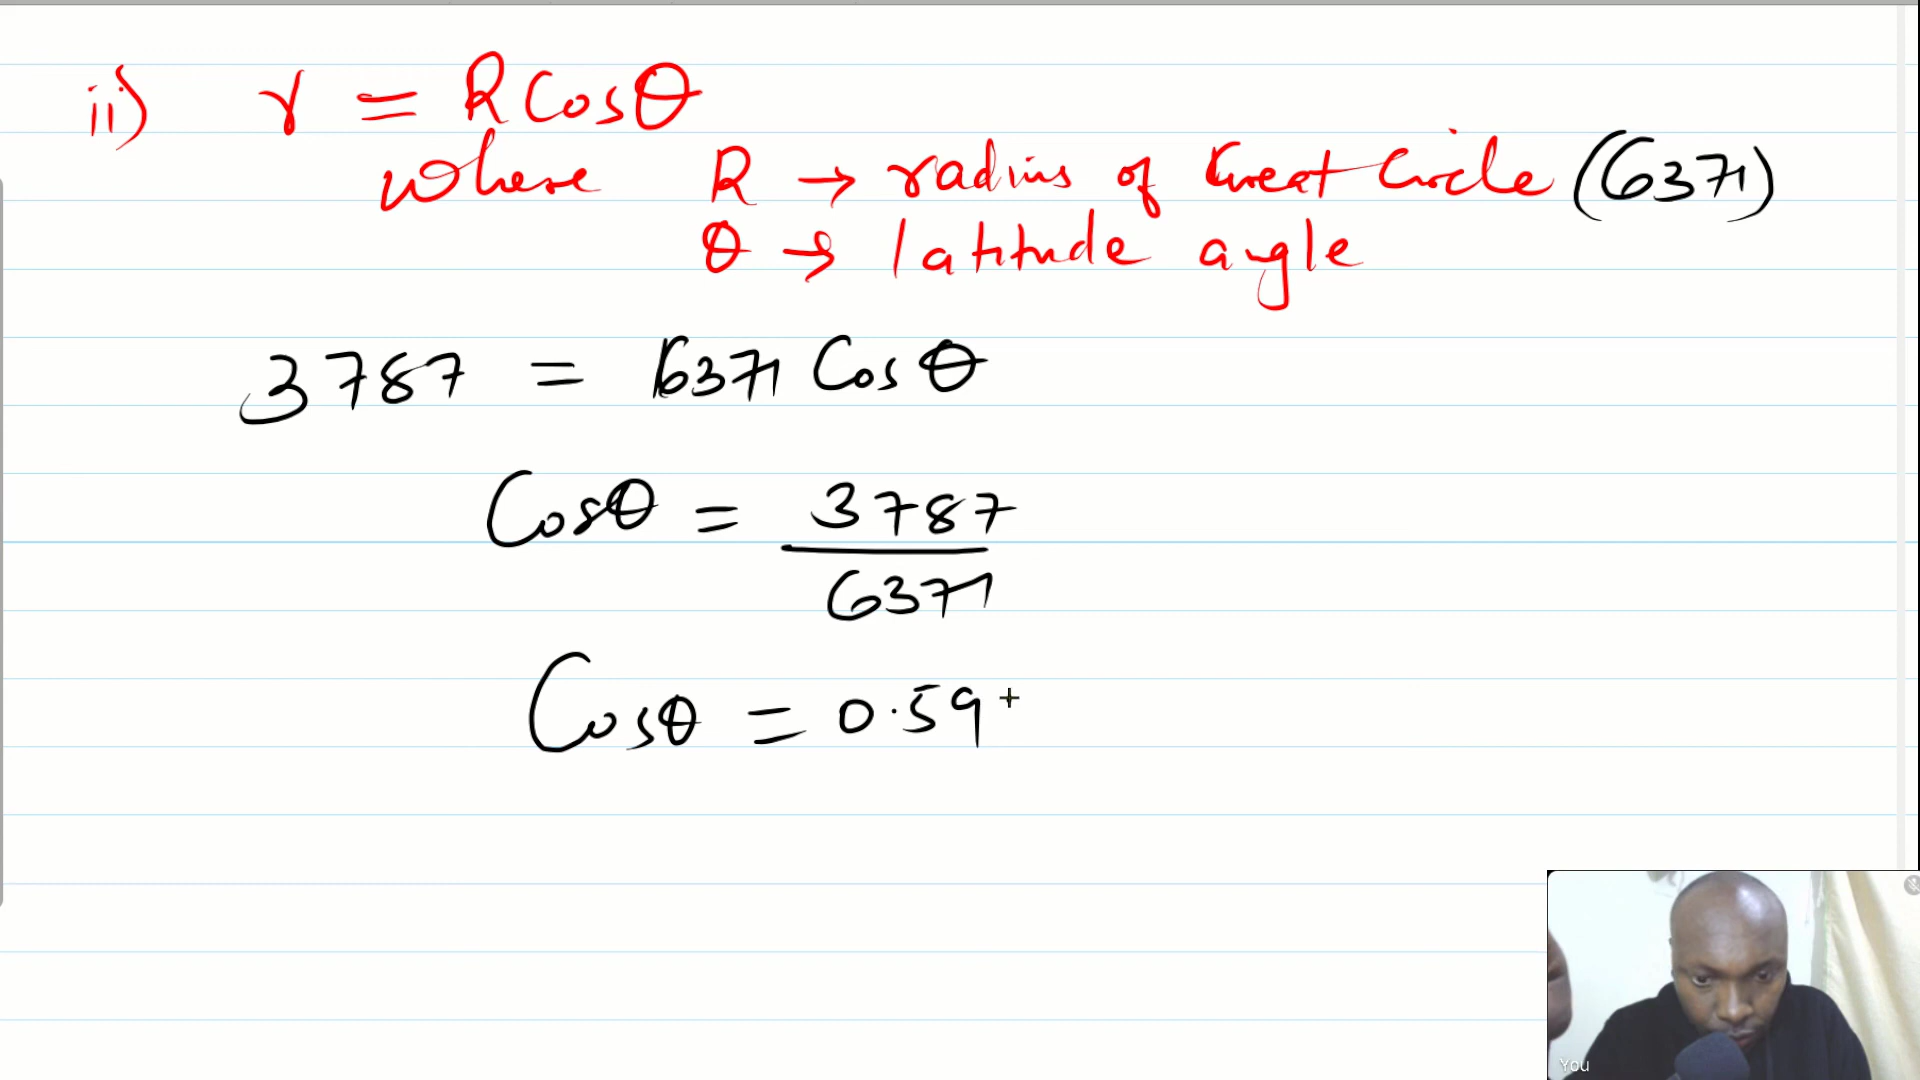 ii) r = R Cos θ
where R → radius of Great Circle (6371)
θ → latitude angle
3787 = 6371 Cos θ
Cosθ = 3787
6371
Cosθ = 0.59
You